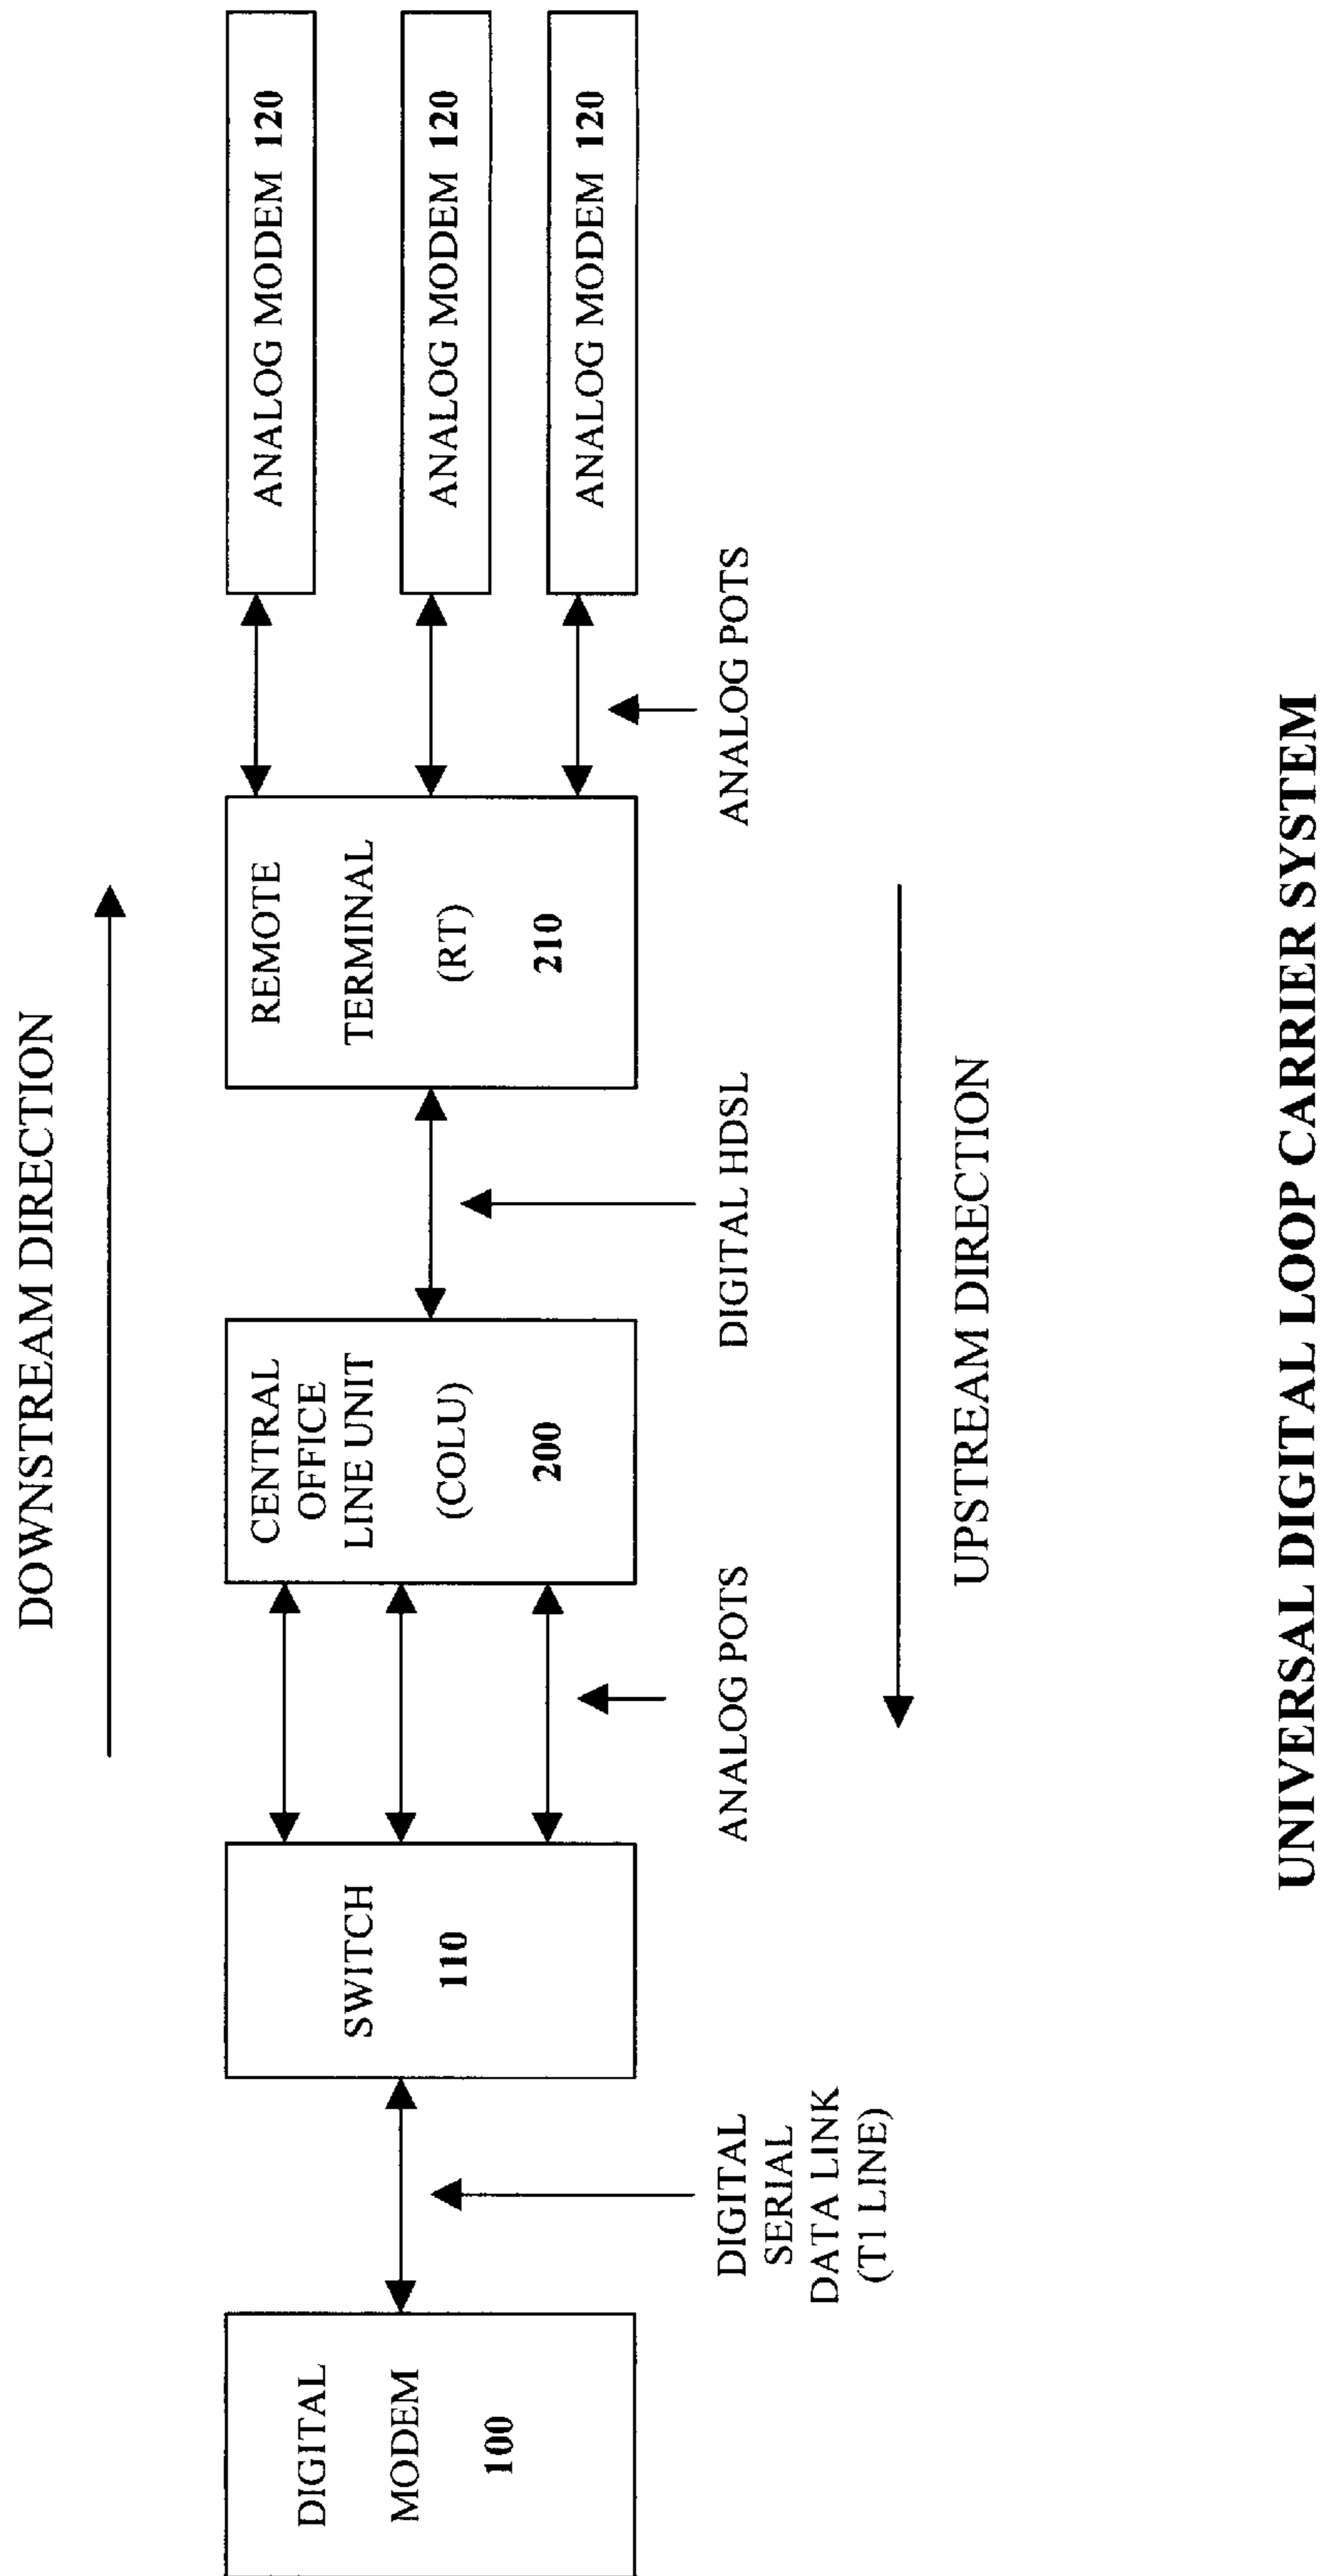 DOWNSTREAM DIRECTION
DIGITAL
MODEM
100
SWITCH
110
CENTRAL
OFFICE
LINE UNIT
(COLU)
200
REMOTE
TERMINAL
(RT)
210
ANALOG MODEM 120
ANALOG MODEM 120
ANALOG MODEM 120
DIGITAL
SERIAL
DATA LINK
(T1 LINE)
ANALOG POTS
DIGITAL HDSL
ANALOG POTS
UPSTREAM DIRECTION
UNIVERSAL DIGITAL LOOP CARRIER SYSTEM